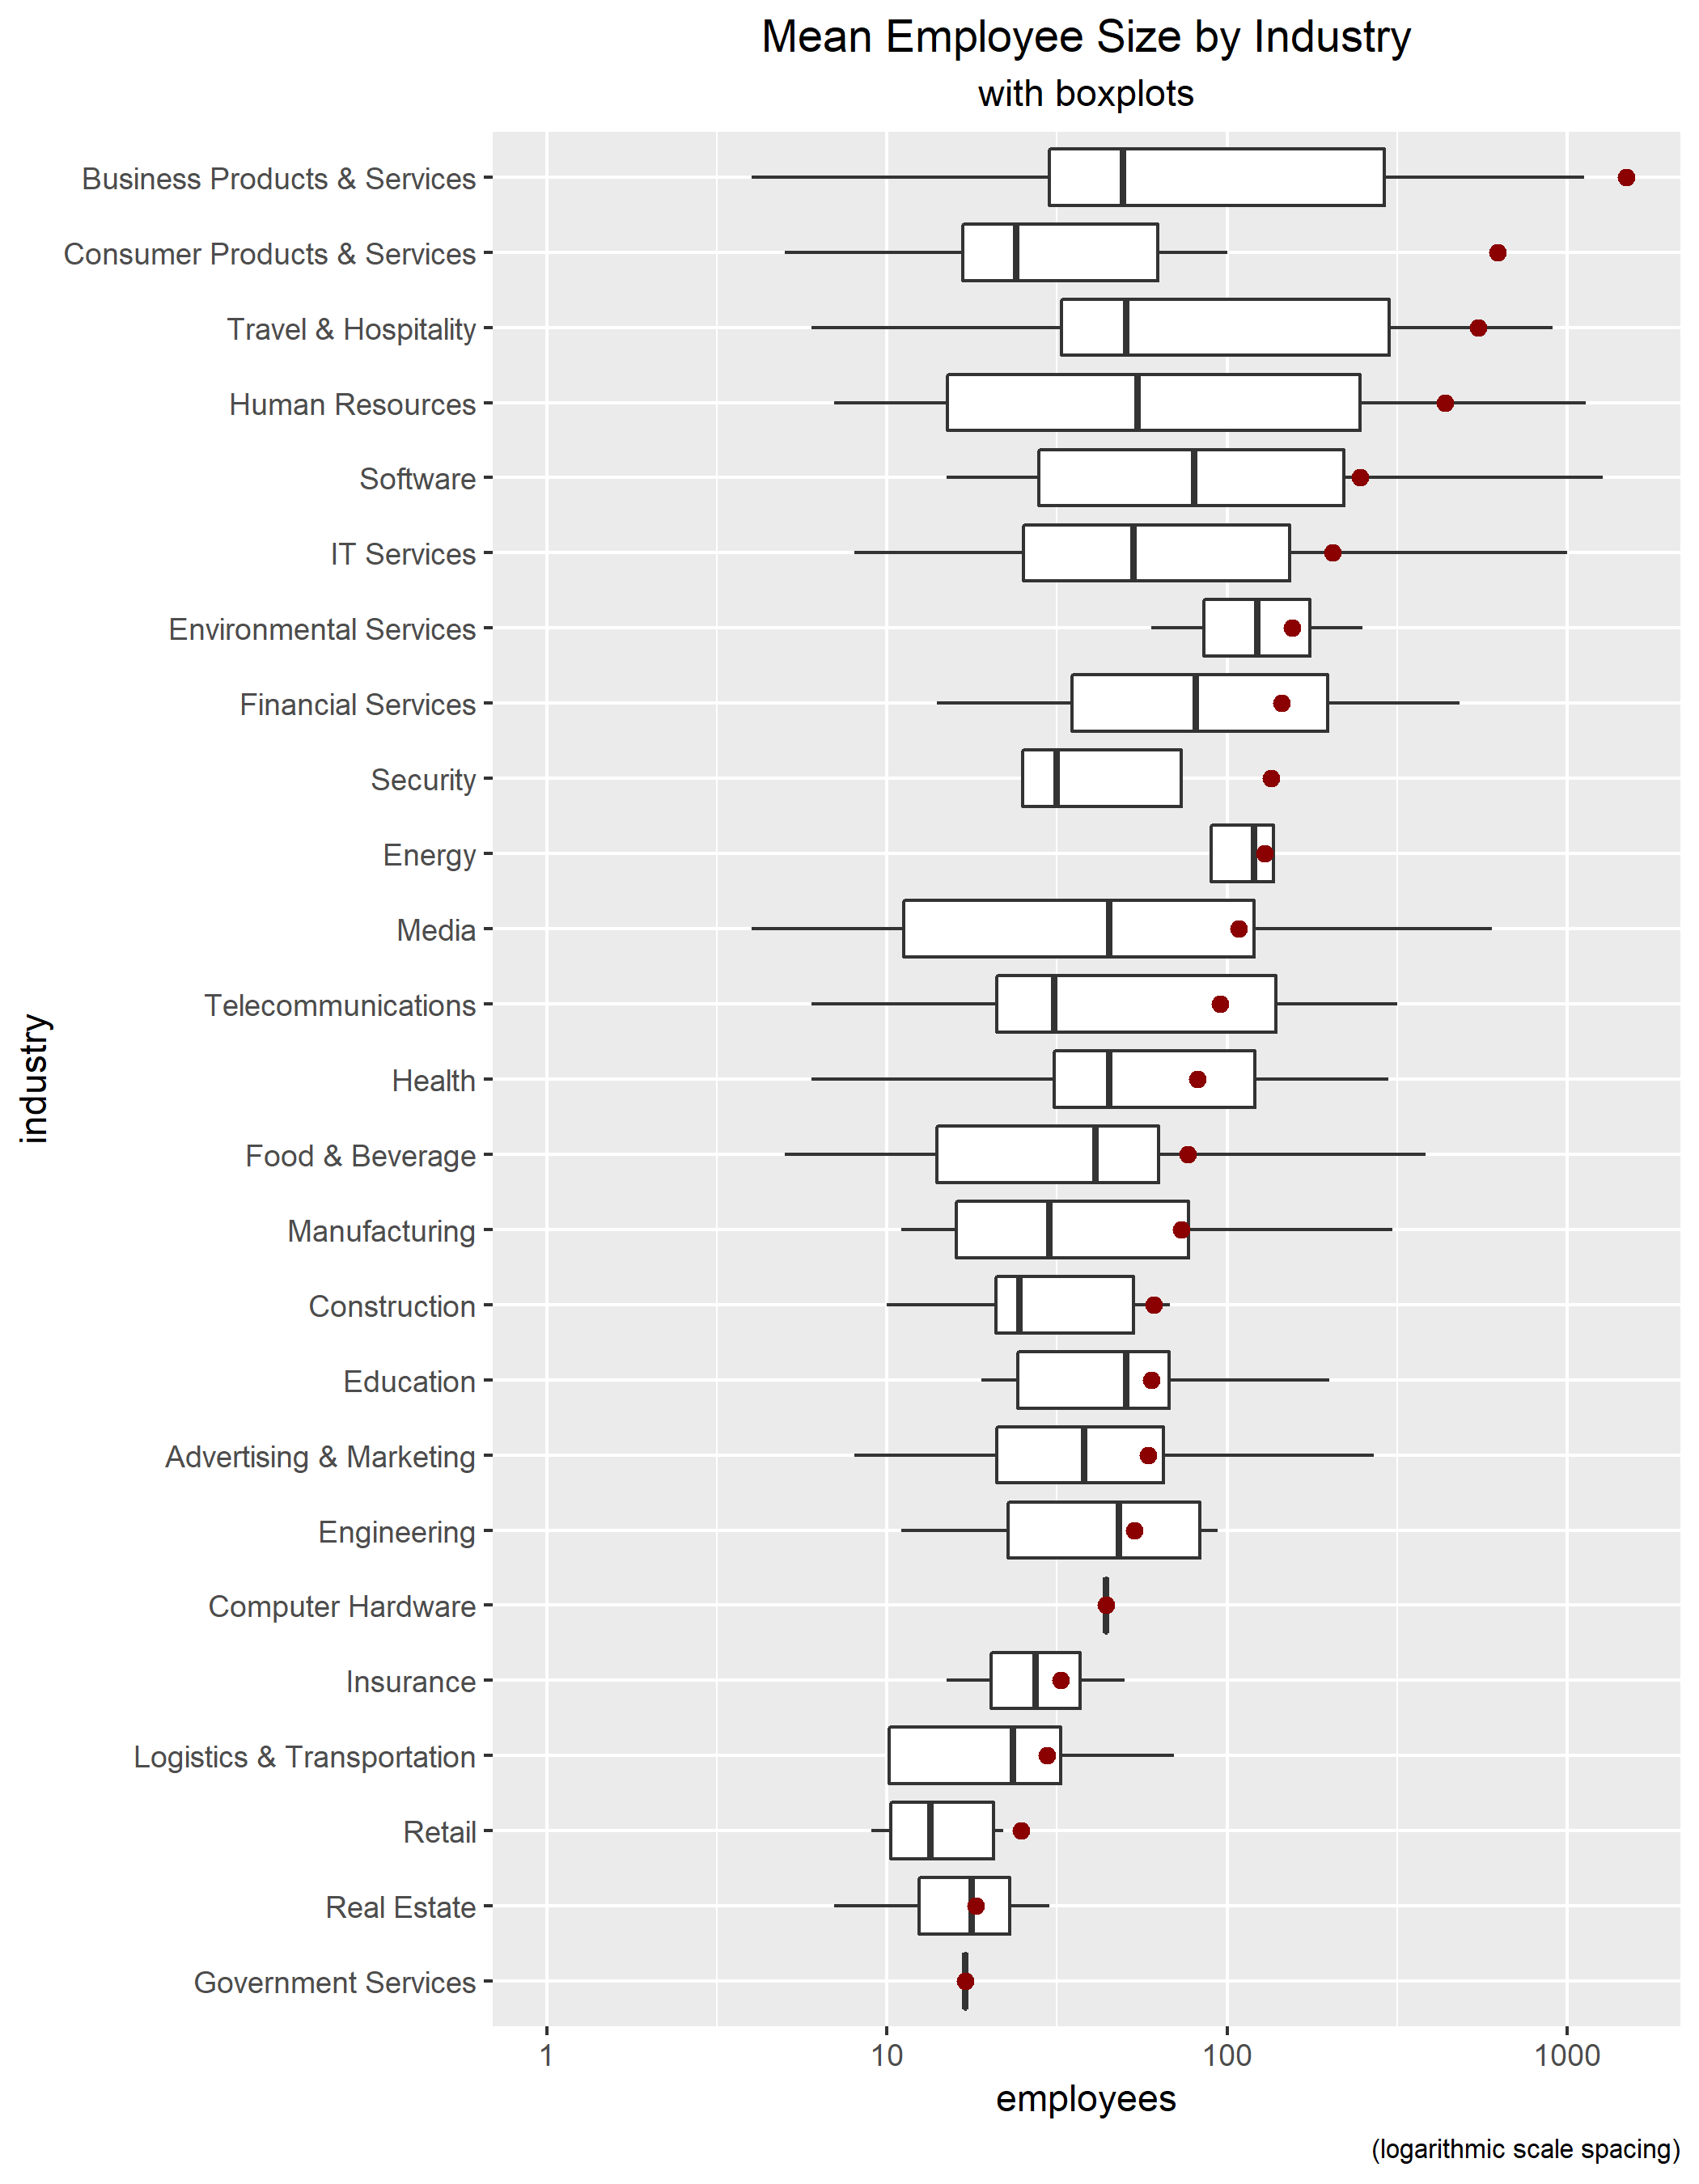 Mean Employee Size by Industry
with boxplots
Business Products & Services
Consumer Products & Services
Travel & Hospitality
Human Resources
Software
IT Services
Environmental Services
Financial Services
Security
Energy
Media
Telecommunications
Health
Food & Beverage
Manufacturing
Construction
Education
Advertising & Marketing
Engineering
Computer Hardware
Insurance
Logistics & Transportation
Retail
Real Estate
Government Services
industry
1 10 100 1000
employees
(logarithmic scale spacing)